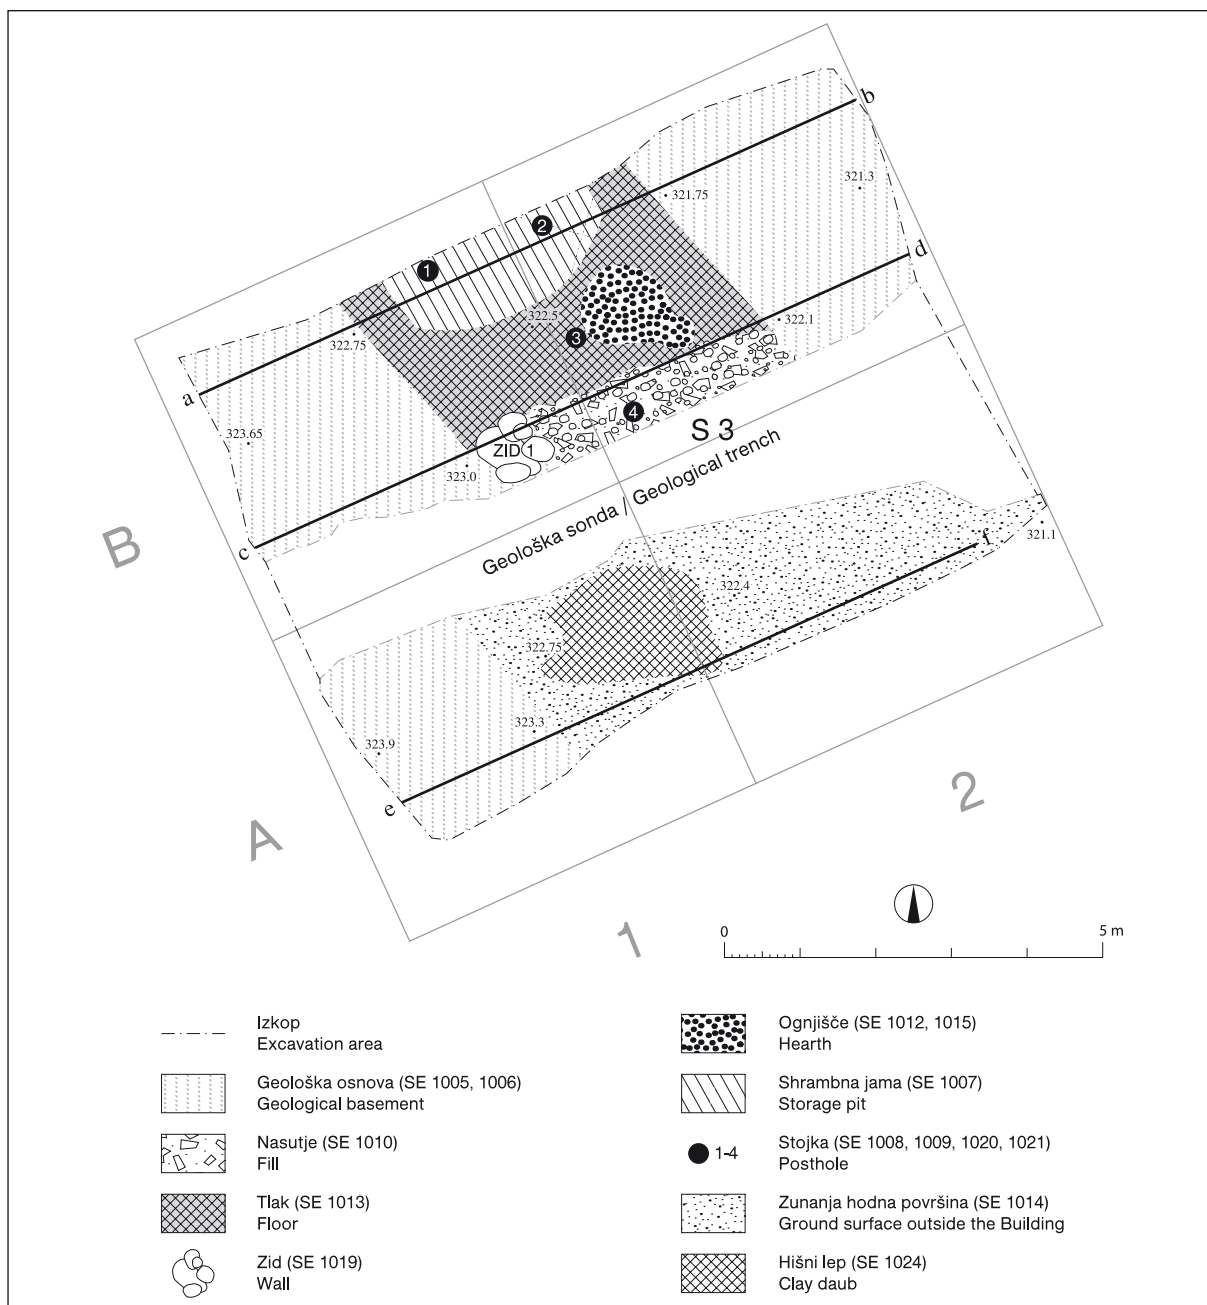 b
321.3
321.75
2
d
1
322.5
322.1
322.75
3
a
4
S 3
323.65
ZID 1
323.0
Geološka sonda / Geological trench
B
c
f
321.1
322.4
322.75
323.3
323.9
e
2
A
1
0 5 m
Izkop
Excavation area
Geološka osnova (SE 1005, 1006)
Geological basement
Nasutje (SE 1010)
Fill
Tlak (SE 1013)
Floor
Zid (SE 1019)
Wall
Ognjišče (SE 1012, 1015)
Hearth
Shrambna jama (SE 1007)
Storage pit
1-4 Stojka (SE 1008, 1009, 1020, 1021)
Posthole
Zunanja hodna površina (SE 1014)
Ground surface outside the Building
Hišni lep (SE 1024)
Clay daub